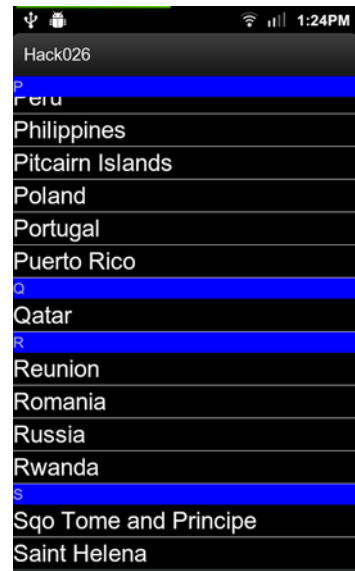 1:24PM
Hack026
P
Peru
Philippines
Pitcairn Islands
Poland
Portugal
Puerto Rico
Q
Qatar
R
Reunion
Romania
Russia
Rwanda
S
Sqo Tome and Principe
Saint Helena